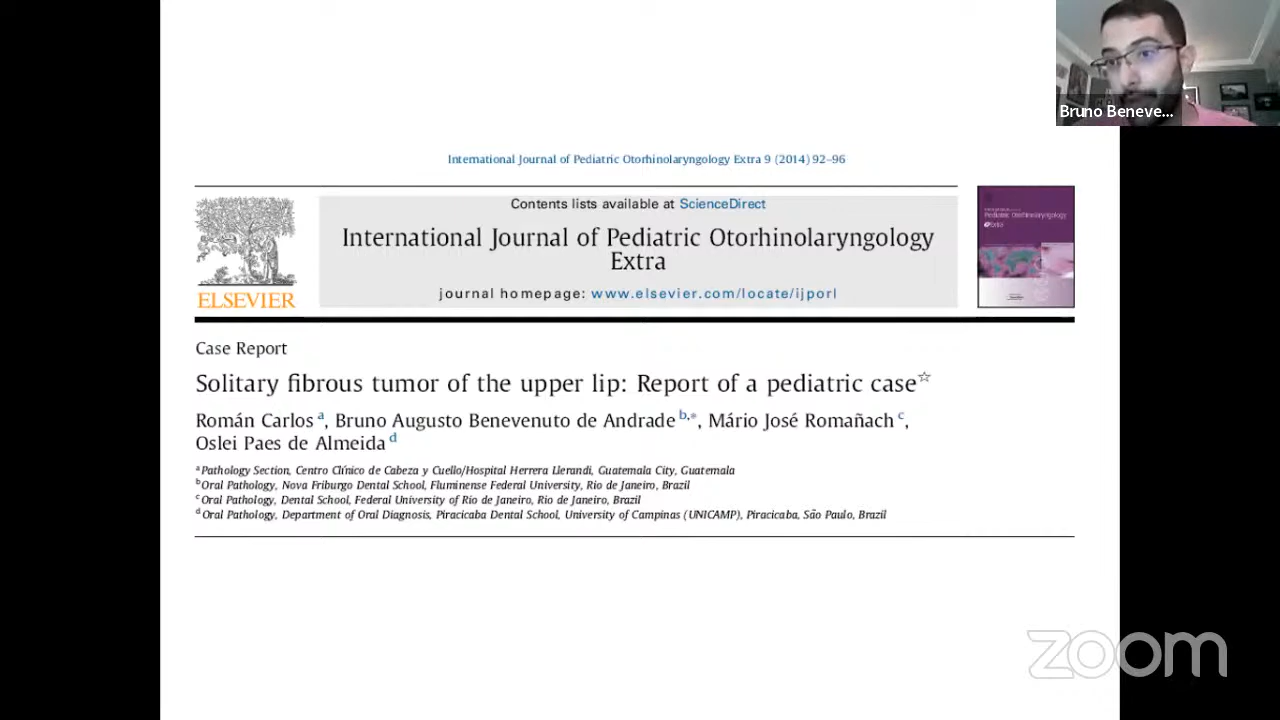 Bruno Beneve...
International Journal of Pediatric Otorhinolaryngology Extra 9 (2014) 92–96
Contents lists available at ScienceDirect
International Journal of Pediatric Otorhinolaryngology
Extra
journal homepage: www.elsevier.com/locate/ijporl
ELSEVIER
Pediatric Otorhinolaryngology
Extra
Case Report
Solitary fibrous tumor of the upper lip: Report of a pediatric case☆
Román Carlos a, Bruno Augusto Benevenuto de Andrade b,*, Mário José Romañach c,
Oslei Paes de Almeida d
a Pathology Section, Centro Clínico de Cabeza y Cuello/Hospital Herrera Llerandi, Guatemala City, Guatemala
b Oral Pathology, Nova Friburgo Dental School, Fluminense Federal University, Rio de Janeiro, Brazil
c Oral Pathology, Dental School, Federal University of Rio de Janeiro, Rio de Janeiro, Brazil
d Oral Pathology, Department of Oral Diagnosis, Piracicaba Dental School, University of Campinas (UNICAMP), Piracicaba, São Paulo, Brazil
zoom